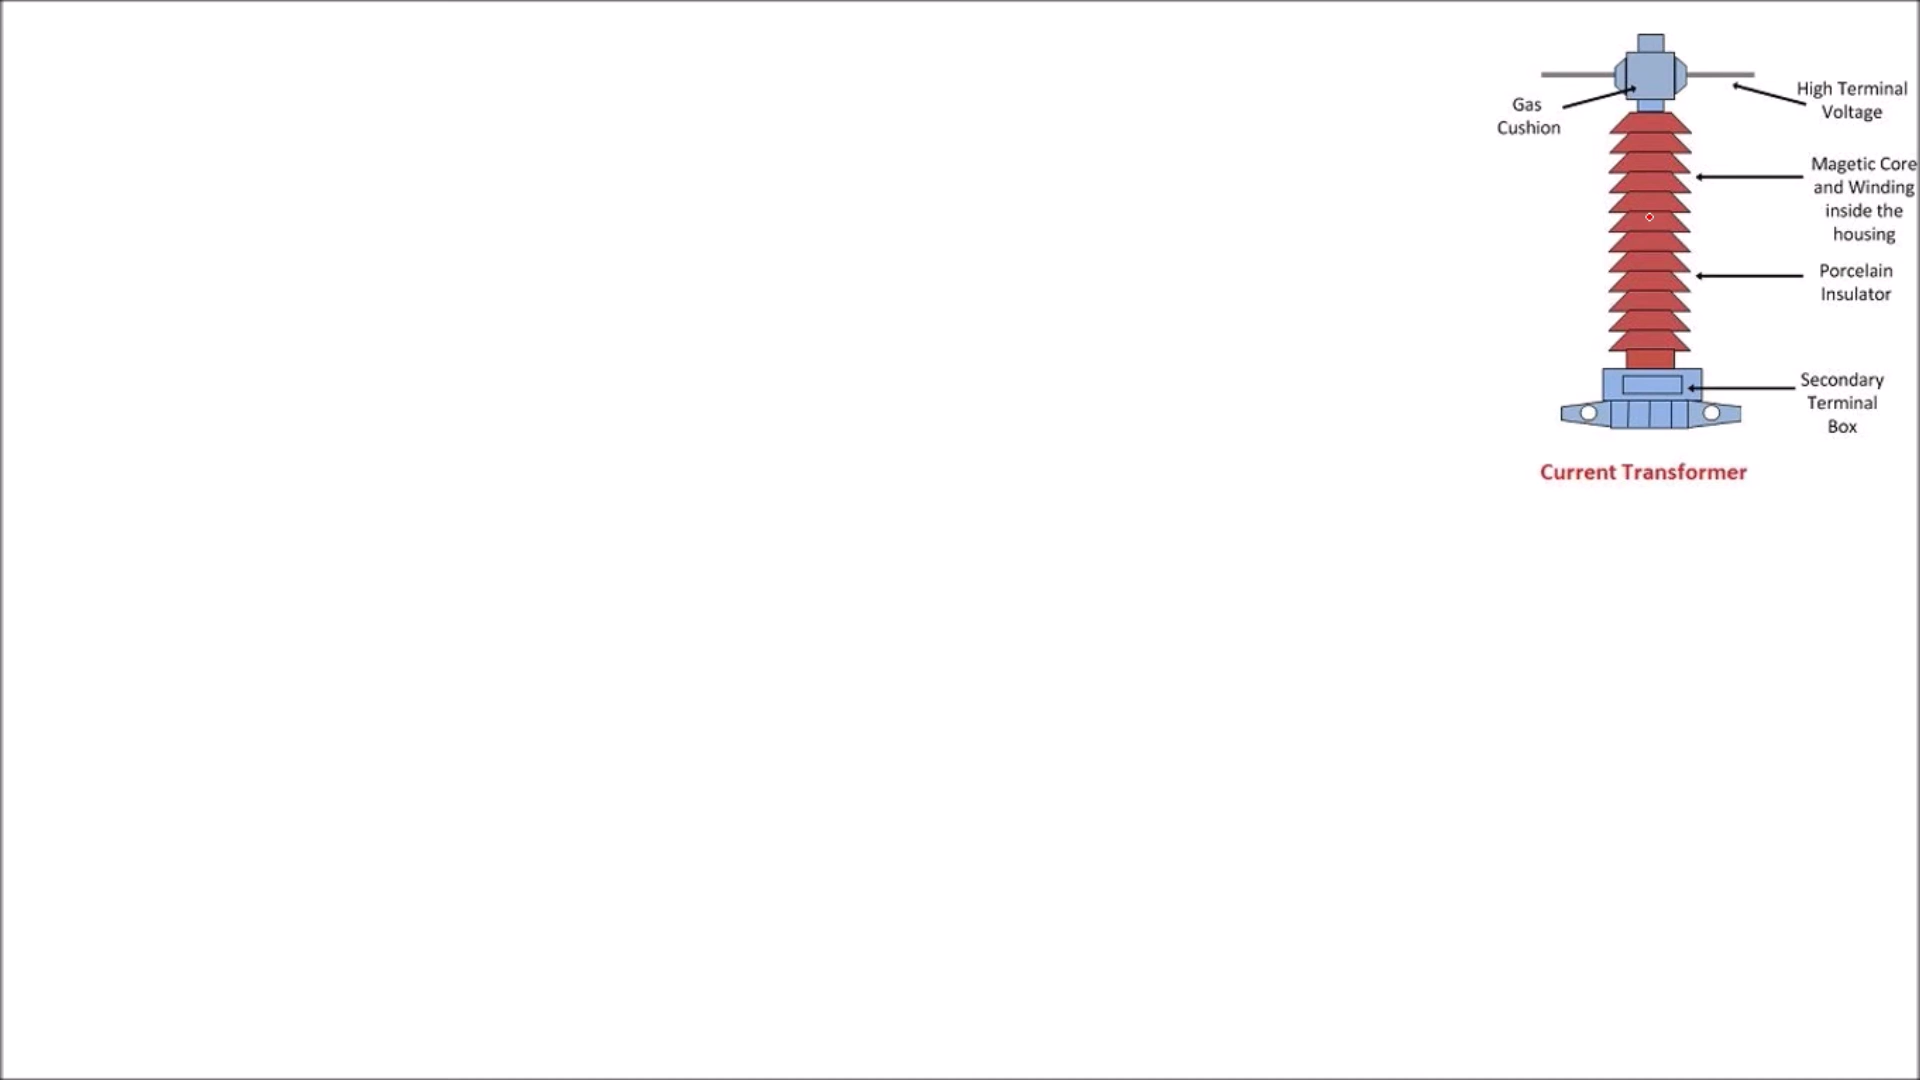 High Terminal
Voltage
Gas
Cushion
Magetic Core
and Winding
inside the
housing
Porcelain
Insulator
Secondary
Terminal
Box
Current Transformer